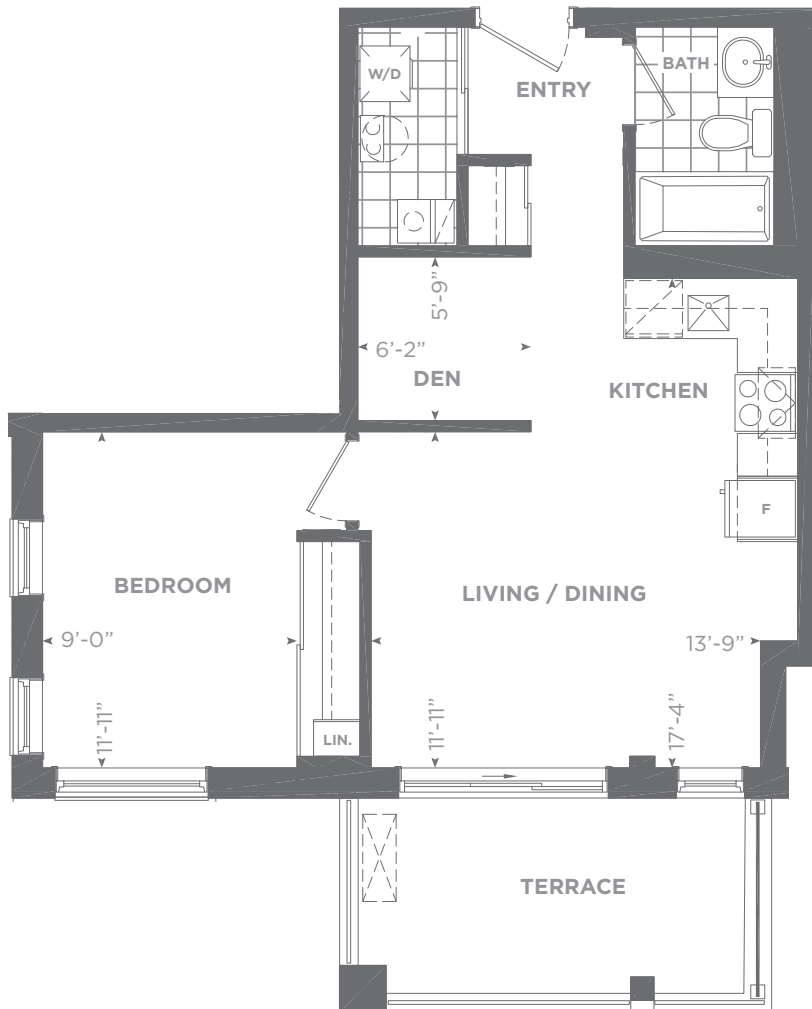 W/D
ENTRY
BATH
5’-9”
6’-2”
DEN
KITCHEN
F
BEDROOM
LIVING / DINING
9’-0”
13’-9”
11’-11”
LIN.
11’-11”
17’-4”
TERRACE